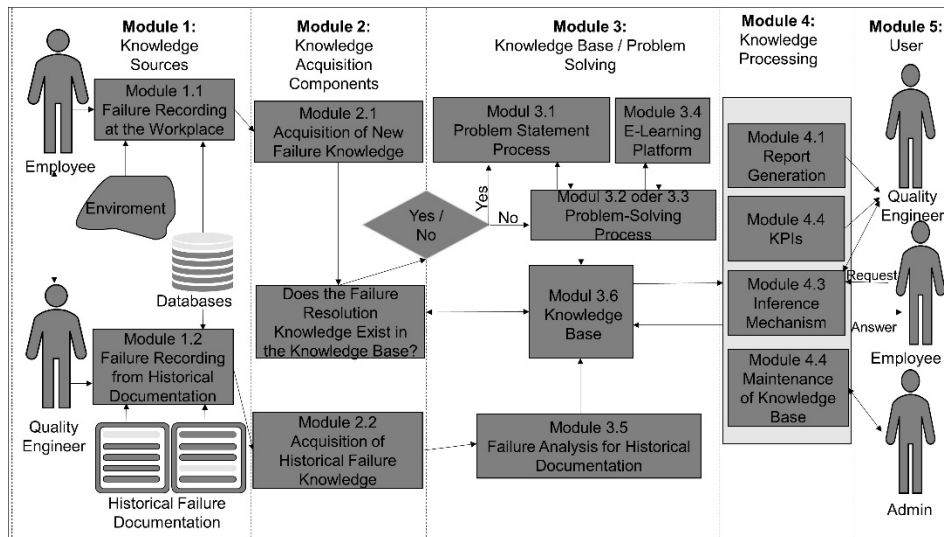 Module 1:
Knowledge
Sources
Module 2:
Knowledge
Acquisition
Components
Module 3:
Knowledge Base / Problem
Solving
Module 4:
Knowledge
Processing
Module 5:
User
Module 1.1
Failure Recording
at the Workplace
Employee
Enviroment
Databases
Module 1.2
Failure Recording
from Historical
Documentation
Quality
Engineer
Historical Failure
Documentation
Module 2.1
Acquisition of New
Failure Knowledge
Yes /
No
Does the Failure
Resolution
Knowledge Exist in
the Knowledge Base?
Module 2.2
Acquisition of
Historical Failure
Knowledge
Modul 3.1
Problem Statement
Process
Module 3.4
E-Learning
Platform
Yes
No
Modul 3.2 oder 3.3
Problem-Solving
Process
Modul 3.6
Knowledge
Base
Module 3.5
Failure Analysis for Historical
Documentation
Module 4.1
Report
Generation
Module 4.4
KPIs
Module 4.3
Inference
Mechanism
Module 4.4
Maintenance
of Knowledge
Base
Quality
Engineer
Request
Answer
Employee
Admin